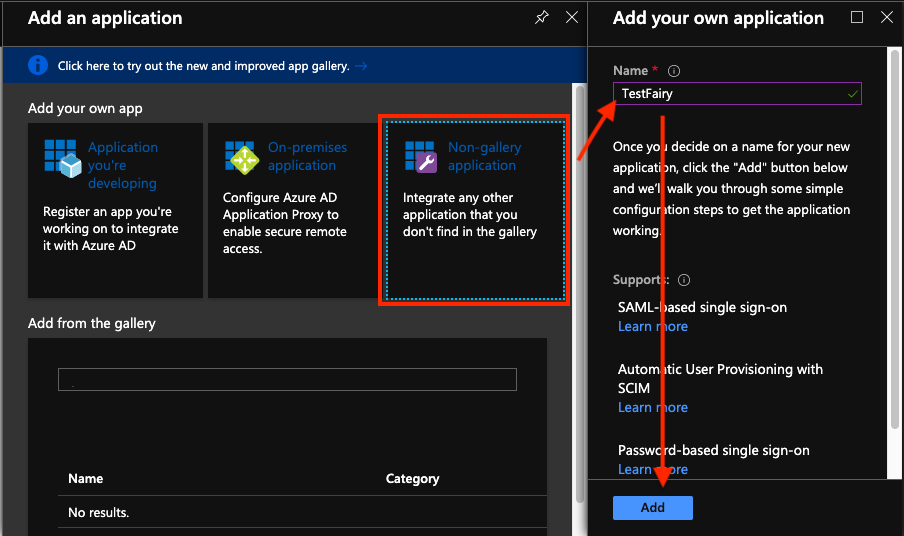 Add an application
Click here to try out the new and improved app gallery. →
Add your own app
Application
you're
developing
Register an app you're
working on to integrate
it with Azure AD
On-premises
application
Configure Azure AD
Application Proxy to
enable secure remote
access.
Non-gallery
application
Integrate any other
application that you
don't find in the gallery
Add from the gallery
Name Category
No results.
Add your own application
Name *
TestFairy
Once you decide on a name for your new
application, click the "Add" button below
and we'll walk you through some simple
configuration steps to get the application
working.
Supports:
SAML-based single sign-on
Learn more
Automatic User Provisioning with
SCIM
Learn more
Password-based single sign-on
Learn more
Add